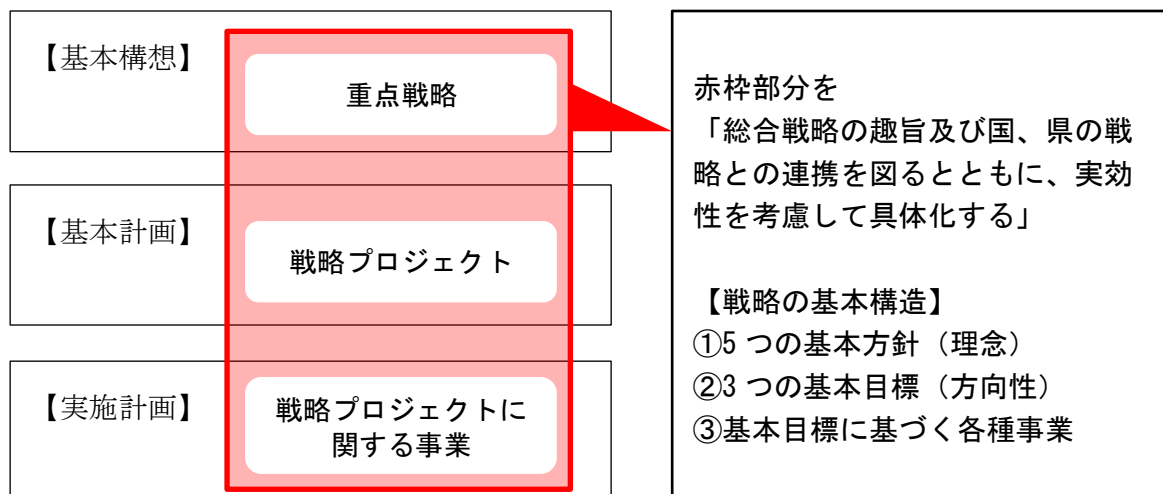 【基本構想】
重点戦略
【基本計画】
戦略プロジェクト
【実施計画】
戦略プロジェクトに
関する事業
赤枠部分を
「総合戦略の趣旨及び国、県の戦
略との連携を図るとともに、実効
性を考慮して具体化する」
【戦略の基本構造】
①5 つの基本方針（理念）
②3 つの基本目標（方向性）
③基本目標に基づく各種事業